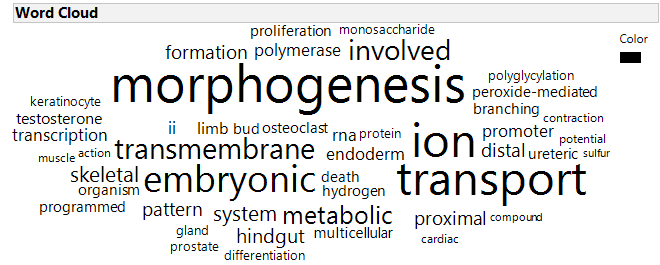 Word Cloud
proliferation monosaccharide
Color
formation polymerase involved
morphogenesis
polyglycylation
peroxide-mediated
keratinocyte
branching
testosterone
contraction
transcription
ii limb bud osteoclast rna protein ion promoter potential
muscle action transmembrane endoderm distal ureteric sulfur
skeletal embryonic death transport
organism hydrogen
programmed pattern system metabolic proximal compound
gland hindgut multicellular cardiac
prostate differentiation